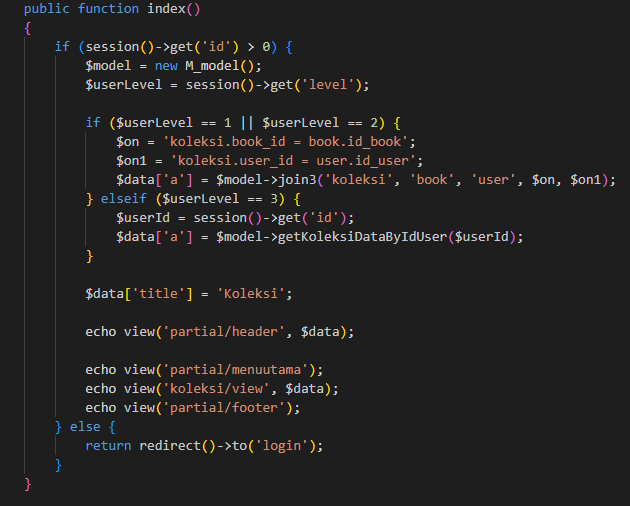 public function index()
{
    if (session()->get('id') > 0) {
        $model = new M_model();
        $userLevel = session()->get('level');

        if ($userLevel == 1 || $userLevel == 2) {
            $on = 'koleksi.book_id = book.id_book';
            $on1 = 'koleksi.user_id = user.id_user';
            $data['a'] = $model->join3('koleksi', 'book', 'user', $on, $on1);
        } elseif ($userLevel == 3) {
            $userId = session()->get('id');
            $data['a'] = $model->getKoleksiDataByIdUser($userId);
        }

        $data['title'] = 'Koleksi';

        echo view('partial/header', $data);

        echo view('partial/menuutama');
        echo view('koleksi/view', $data);
        echo view('partial/footer');
    } else {
        return redirect()->to('login');
    }
}